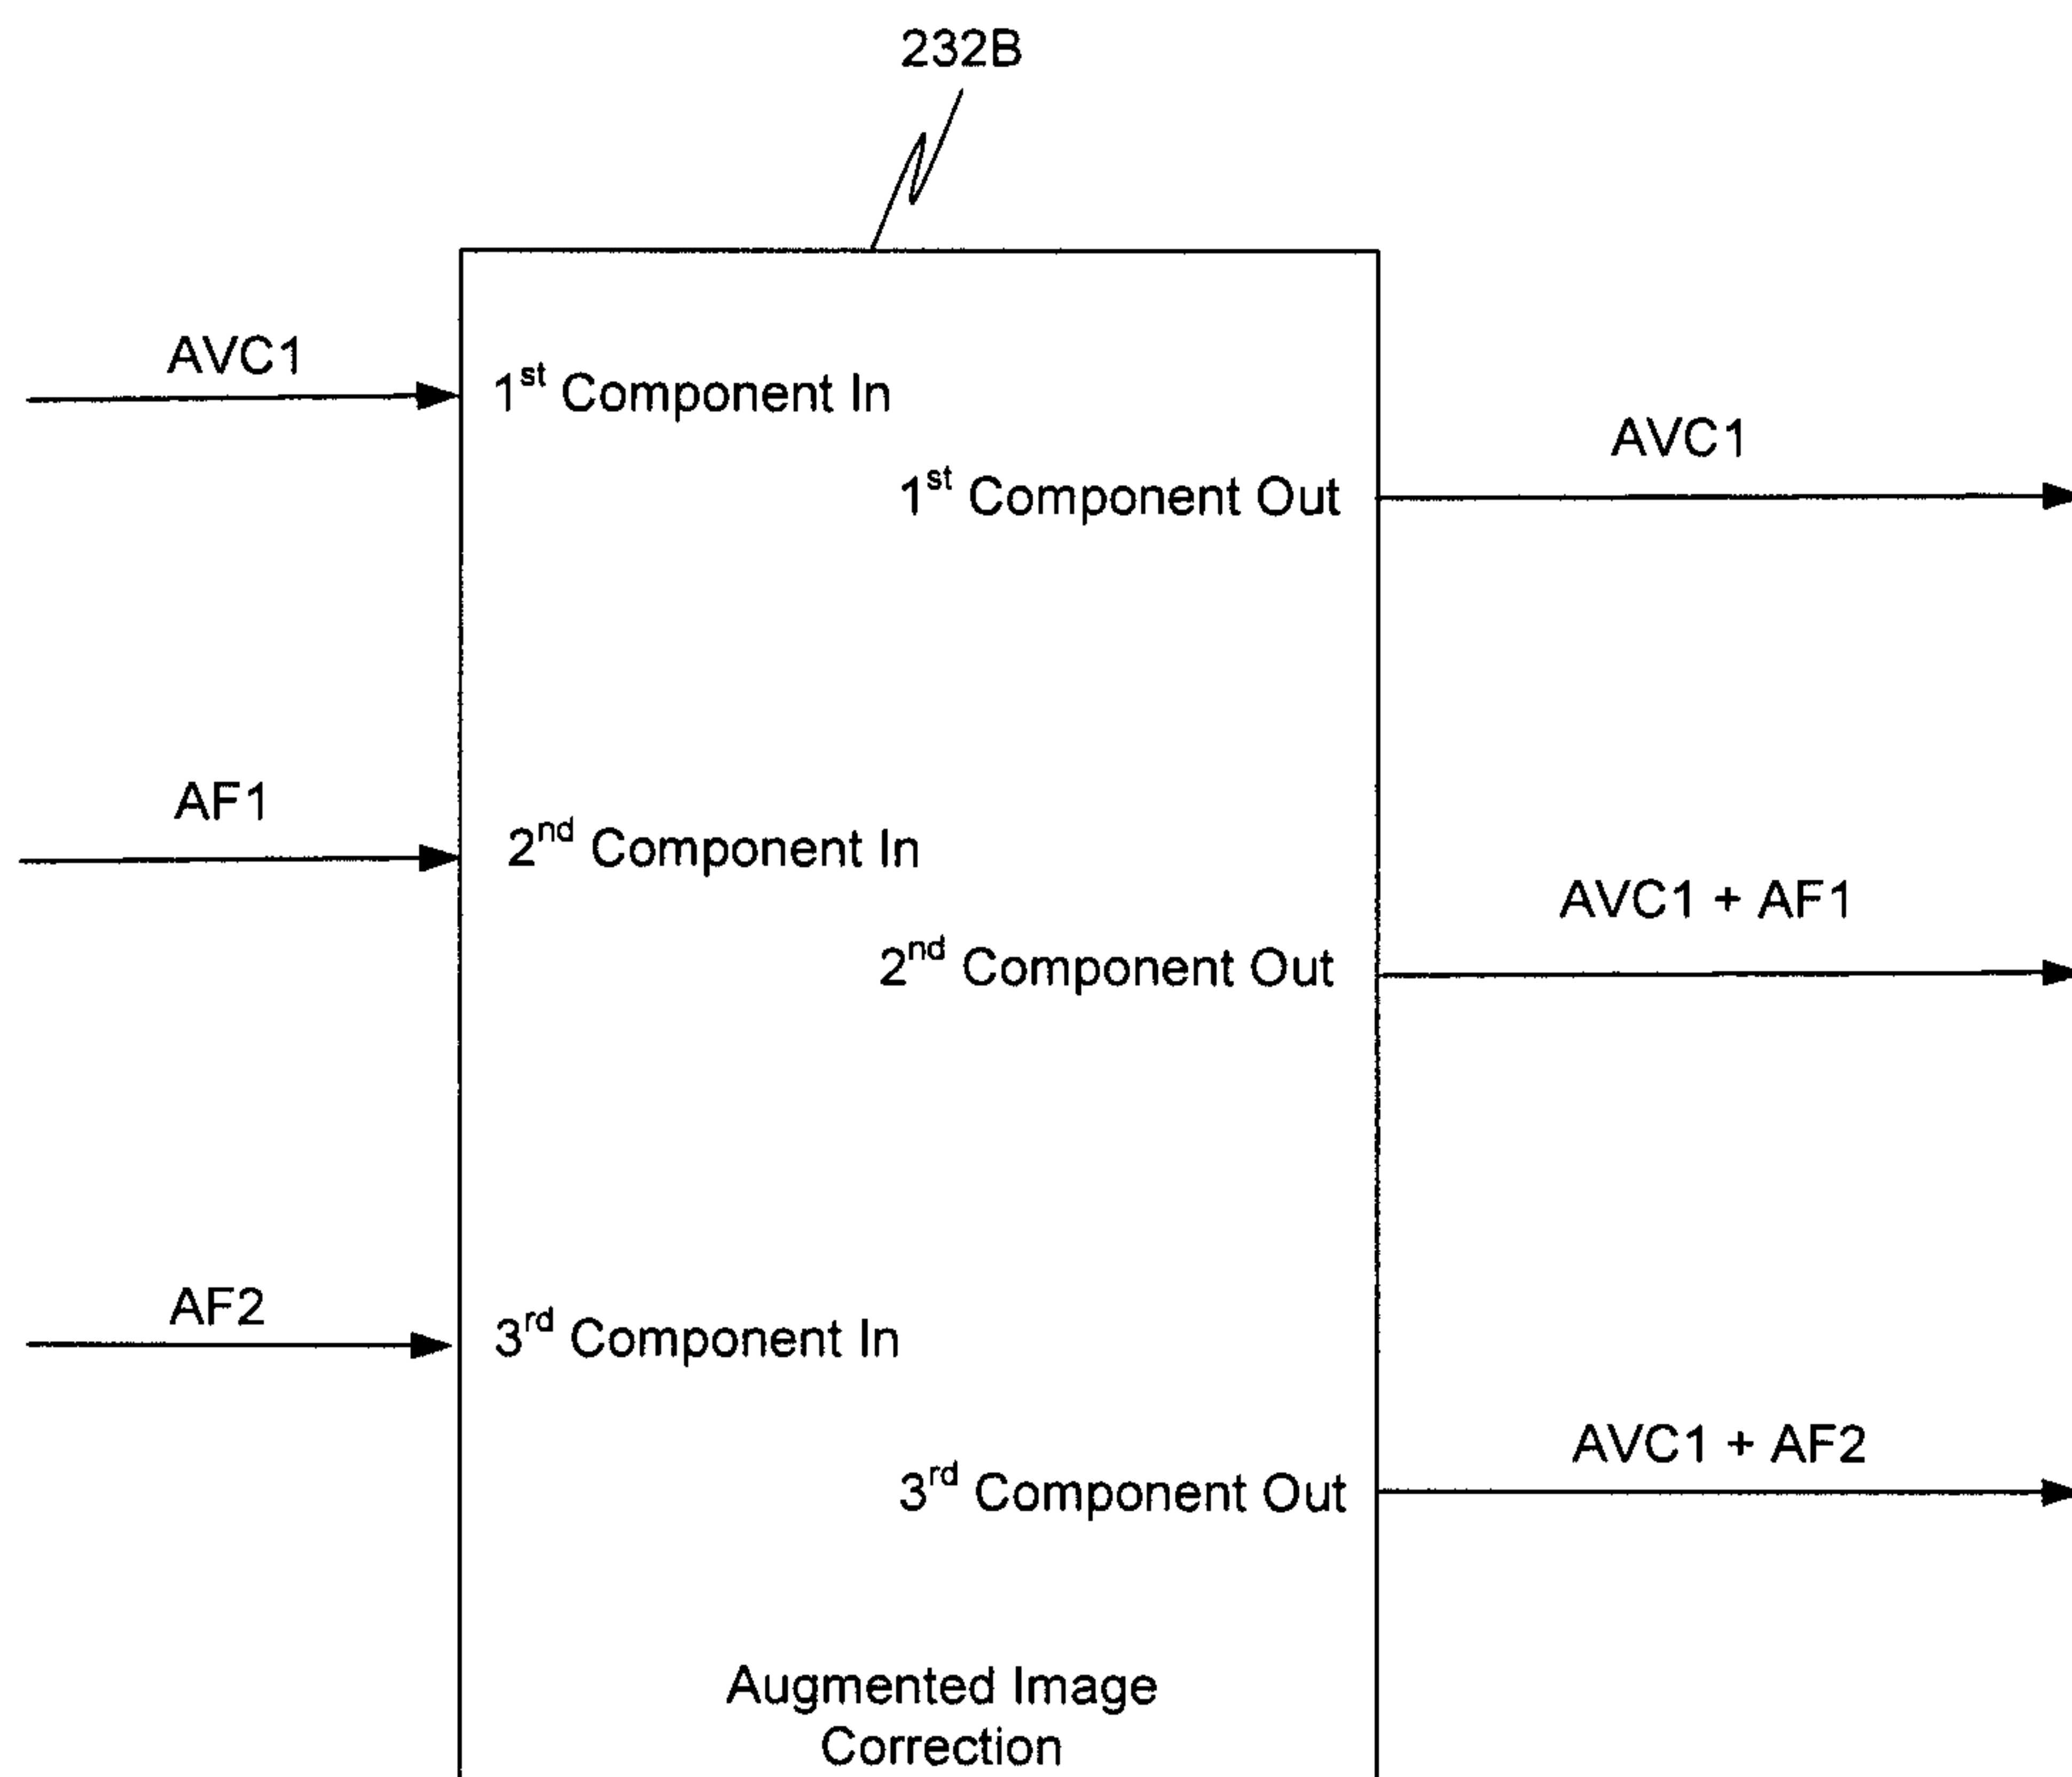 232B
AVC1
1st Component In
AVC1
1st Component Out
AF1
2nd Component In
AVC1 + AF1
2nd Component Out
AF2
3rd Component In
AVC1 + AF2
3rd Component Out
Augmented Image
Correction